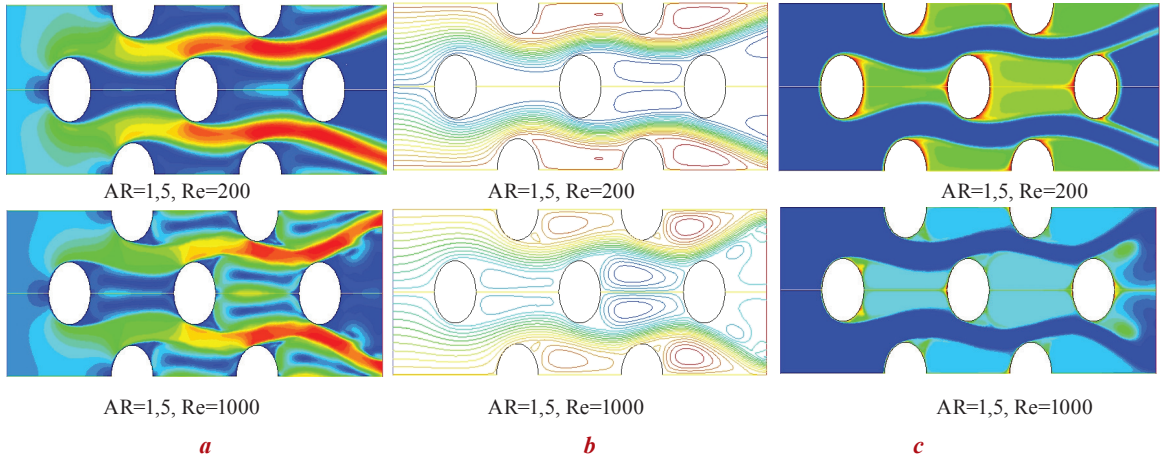 AR=1,5, Re=200 AR=1,5, Re=200 AR=1,5, Re=200
AR=1,5, Re=1000 AR=1,5, Re=1000 AR=1,5, Re=1000
a b c